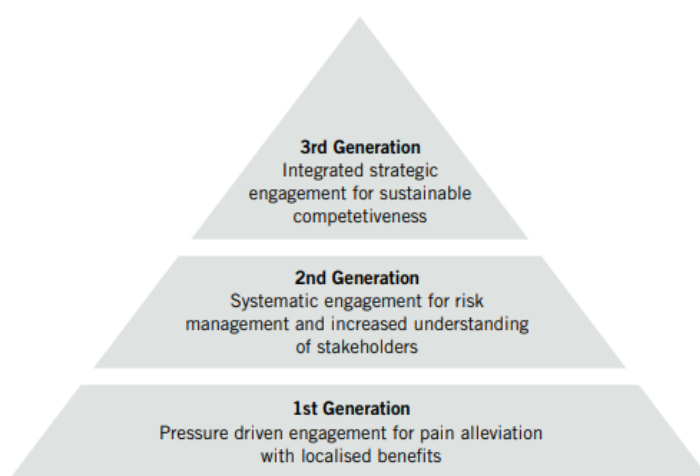 3rd Generation
Integrated strategic
engagement for sustainable
competetiveness
2nd Generation
Systematic engagement for risk
management and increased understanding
of stakeholders
1st Generation
Pressure driven engagement for pain alleviation
with localised benefits